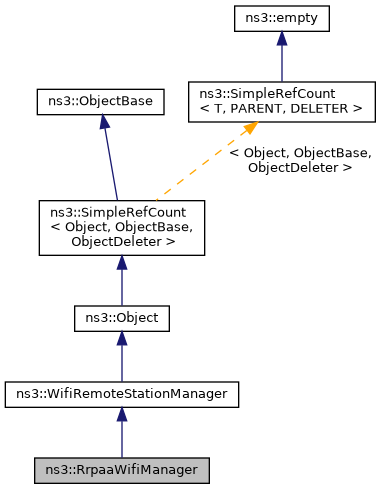 ns3::empty
ns3::ObjectBase
ns3::SimpleRefCount
< T, PARENT, DELETER >
< Object, ObjectBase,
ObjectDeleter >
ns3::SimpleRefCount
< Object, ObjectBase,
ObjectDeleter >
ns3::Object
ns3::WifiRemoteStationManager
ns3::RrpaaWifiManager